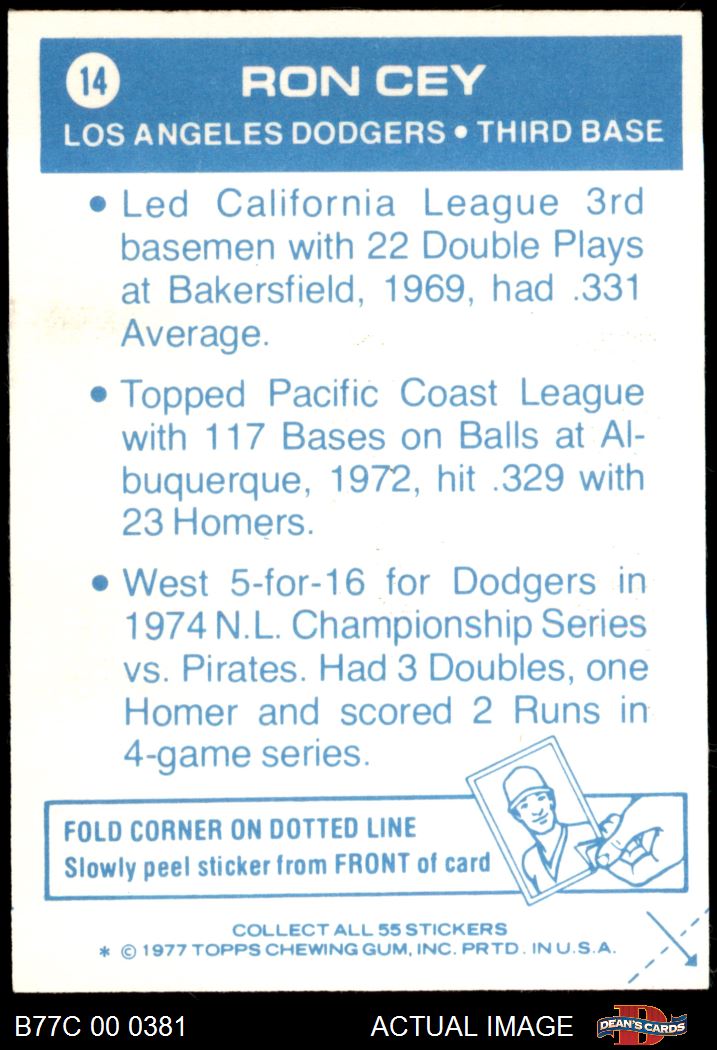 14
RON CEY
LOS ANGELES DODGERS • THIRD BASE
• Led California League 3rd
basemen with 22 Double Plays
at Bakersfield, 1969, had .331
Average.
• Topped Pacific Coast League
with 117 Bases on Balls at Al-
buquerque, 1972, hit .329 with
23 Homers.
• West 5-for-16 for Dodgers in
1974 N.L. Championship Series
vs. Pirates. Had 3 Doubles, one
Homer and scored 2 Runs in
4-game series.
FOLD CORNER ON DOTTED LINE
Slowly peel sticker from FRONT of card
COLLECT ALL 55 STICKERS
* © 1977 TOPPS CHEWING GUM, INC. PRTD. IN U.S.A.
B77C 00 0381 ACTUAL IMAGE
D
DEAN'S CARDS